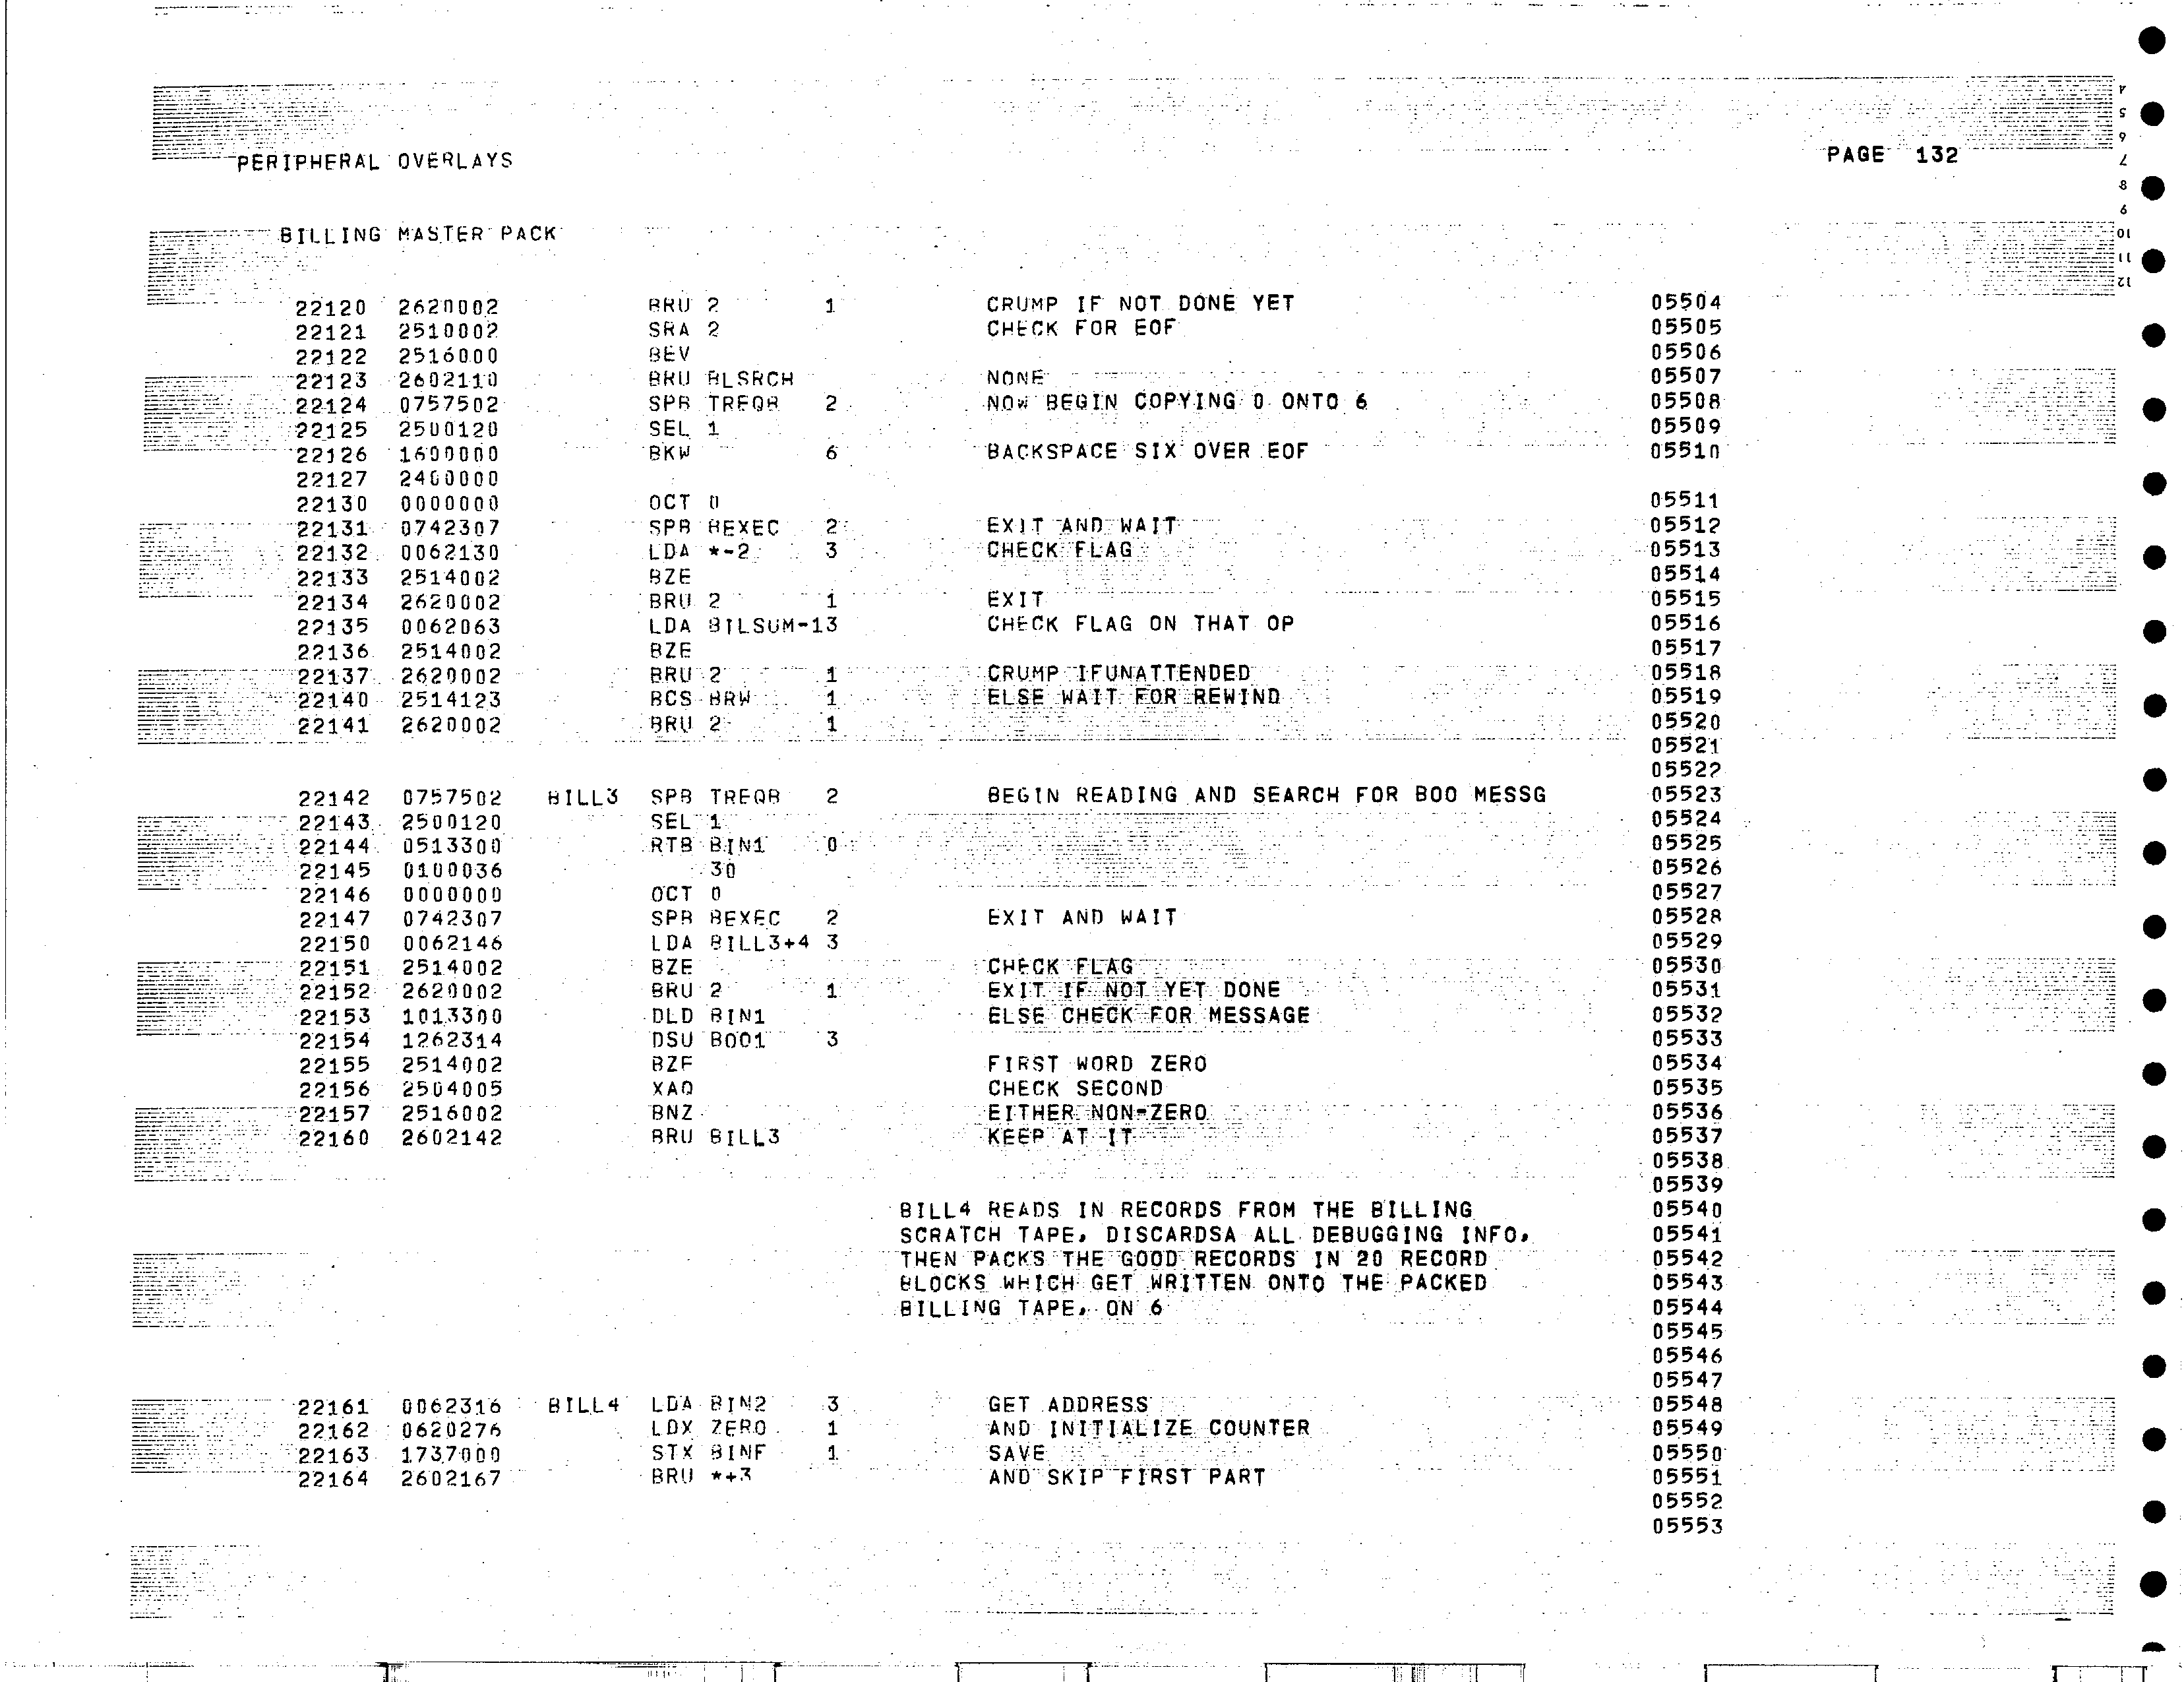 PERIPHERAL OVERLAYS PAGE 132
BILLING MASTER PACK
22120 2620002 BRU 2 1 CRUMP IF NOT DONE YET 05504
22121 2510002 SRA 2 CHECK FOR EOF 05505
22122 2516000 BEV 05506
22123 2602110 BRU BLSRCH NONE 05507
22124 0757502 SPB TREQB 2 NOW BEGIN COPYING 0 ONTO 6 05508
22125 2500120 SEL 1 05509
22126 1600000 BKW 6 BACKSPACE SIX OVER EOF 05510
22127 2400000
22130 0000000 OCT 0 05511
22131 0742307 SPB BEXEC 2 EXIT AND WAIT 05512
22132 0062130 LDA *-2 3 CHECK FLAG 05513
22133 2514002 BZE 05514
22134 2620002 BRU 2 1 EXIT 05515
22135 0062063 LDA BILSUM-13 CHECK FLAG ON THAT OP 05516
22136 2514002 BZE 05517
22137 2620002 BRU 2 1 CRUMP IFUNATTENDED 05518
22140 2514123 BCS BRW 1 ELSE WAIT FOR REWIND 05519
22141 2620002 BRU 2 1 05520
05521
05522
22142 0757502 BILL3 SPB TREQB 2 BEGIN READING AND SEARCH FOR BOO MESSG 05523
22143 2500120 SEL 1 05524
22144 0513300 RTB BIN1 0 05525
22145 0100036 30 05526
22146 0000000 OCT 0 05527
22147 0742307 SPB BEXEC 2 EXIT AND WAIT 05528
22150 0062146 LDA BILL3+4 3 05529
22151 2514002 BZE CHECK FLAG 05530
22152 2620002 BRU 2 1 EXIT IF NOT YET DONE 05531
22153 1013300 DLD BIN1 ELSE CHECK FOR MESSAGE 05532
22154 1262314 DSU BOO1 3 05533
22155 2514002 BZE FIRST WORD ZERO 05534
22156 2504005 XAQ CHECK SECOND 05535
22157 2516002 BNZ EITHER NON-ZERO 05536
22160 2602142 BRU BILL3 KEEP AT IT 05537
05538
05539
BILL4 READS IN RECORDS FROM THE BILLING 05540
SCRATCH TAPE, DISCARDSA ALL DEBUGGING INFO, 05541
THEN PACKS THE GOOD RECORDS IN 20 RECORD 05542
BLOCKS WHICH GET WRITTEN ONTO THE PACKED 05543
BILLING TAPE, ON 6 05544
05545
05546
05547
22161 0062316 BILL4 LDA BIN2 3 GET ADDRESS 05548
22162 0620276 LDX ZERO 1 AND INITIALIZE COUNTER 05549
22163 1737000 STX BINF 1 SAVE 05550
22164 2602167 BRU *+3 AND SKIP FIRST PART 05551
05552
05553
4
5
6
7
8
9
10
11
12